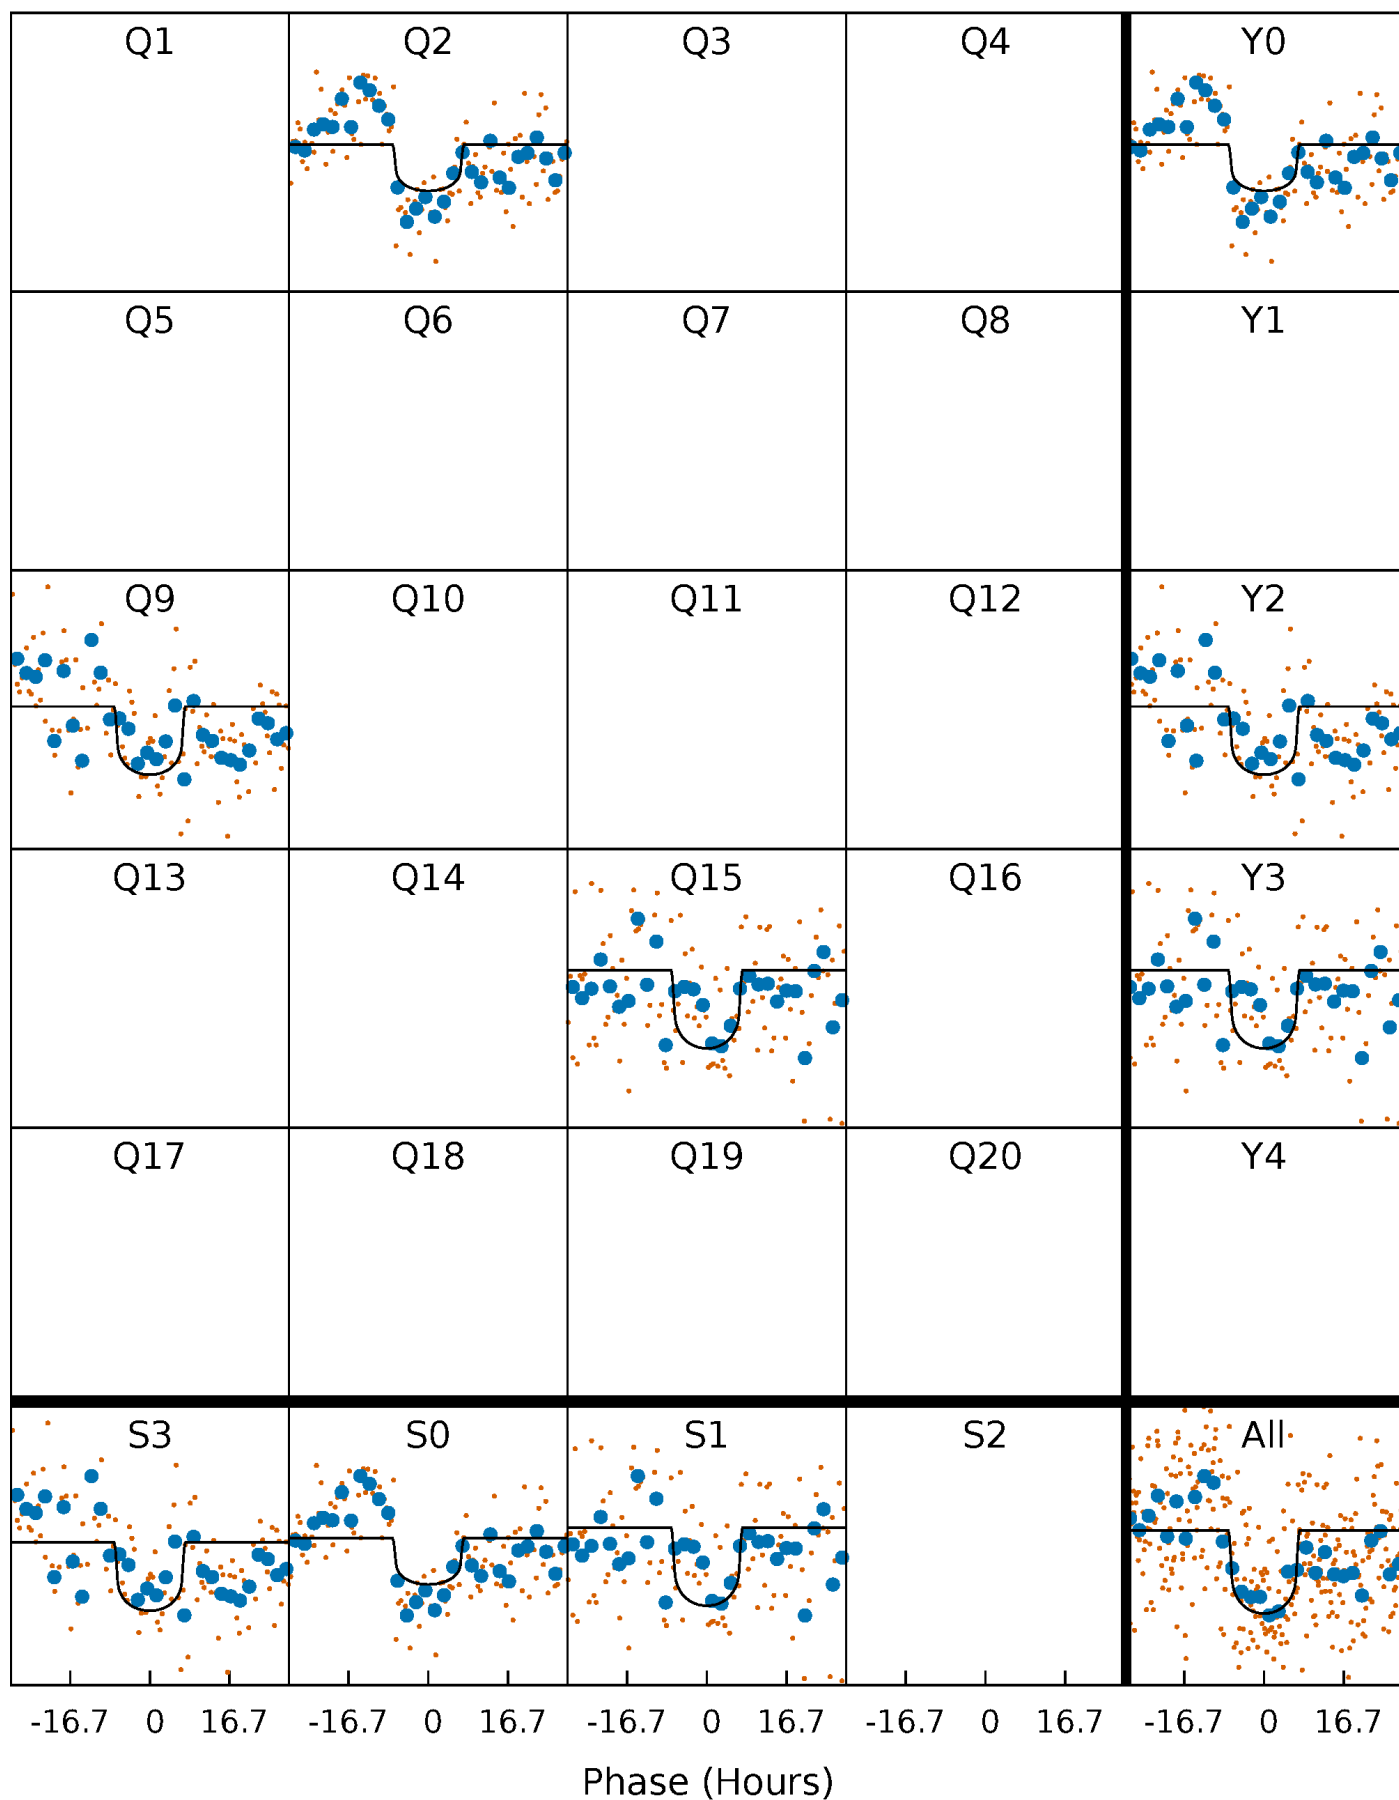 Q1 Q2 Q3 Q4 Y0
Q5 Q6 Q7 Q8 Y1
Q9 Q10 Q11 Q12 Y2
Q13 Q14 Q15 Q16 Y3
Q17 Q18 Q19 Q20 Y4
S3 S0 S1 S2 All
-16.7 0 16.7 -16.7 0 16.7 -16.7 0 16.7 -16.7 0 16.7 -16.7 0 16.7
Phase (Hours)